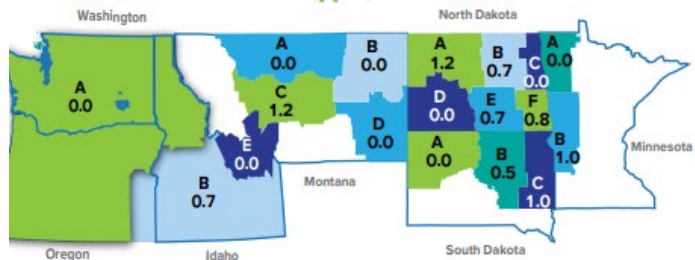 Washington
North Dakota
A
0.0
A
0.0
B
0.0
A
1.2
B
0.7
C
0.0
A
0.0
C
1.2
D
0.0
D
0.0
E
0.7
F
0.8
E
0.0
A
0.0
B
0.5
C
1.0
B
1.0
Minnesota
B
0.7
Montana
Oregon
Idaho
South Dakota